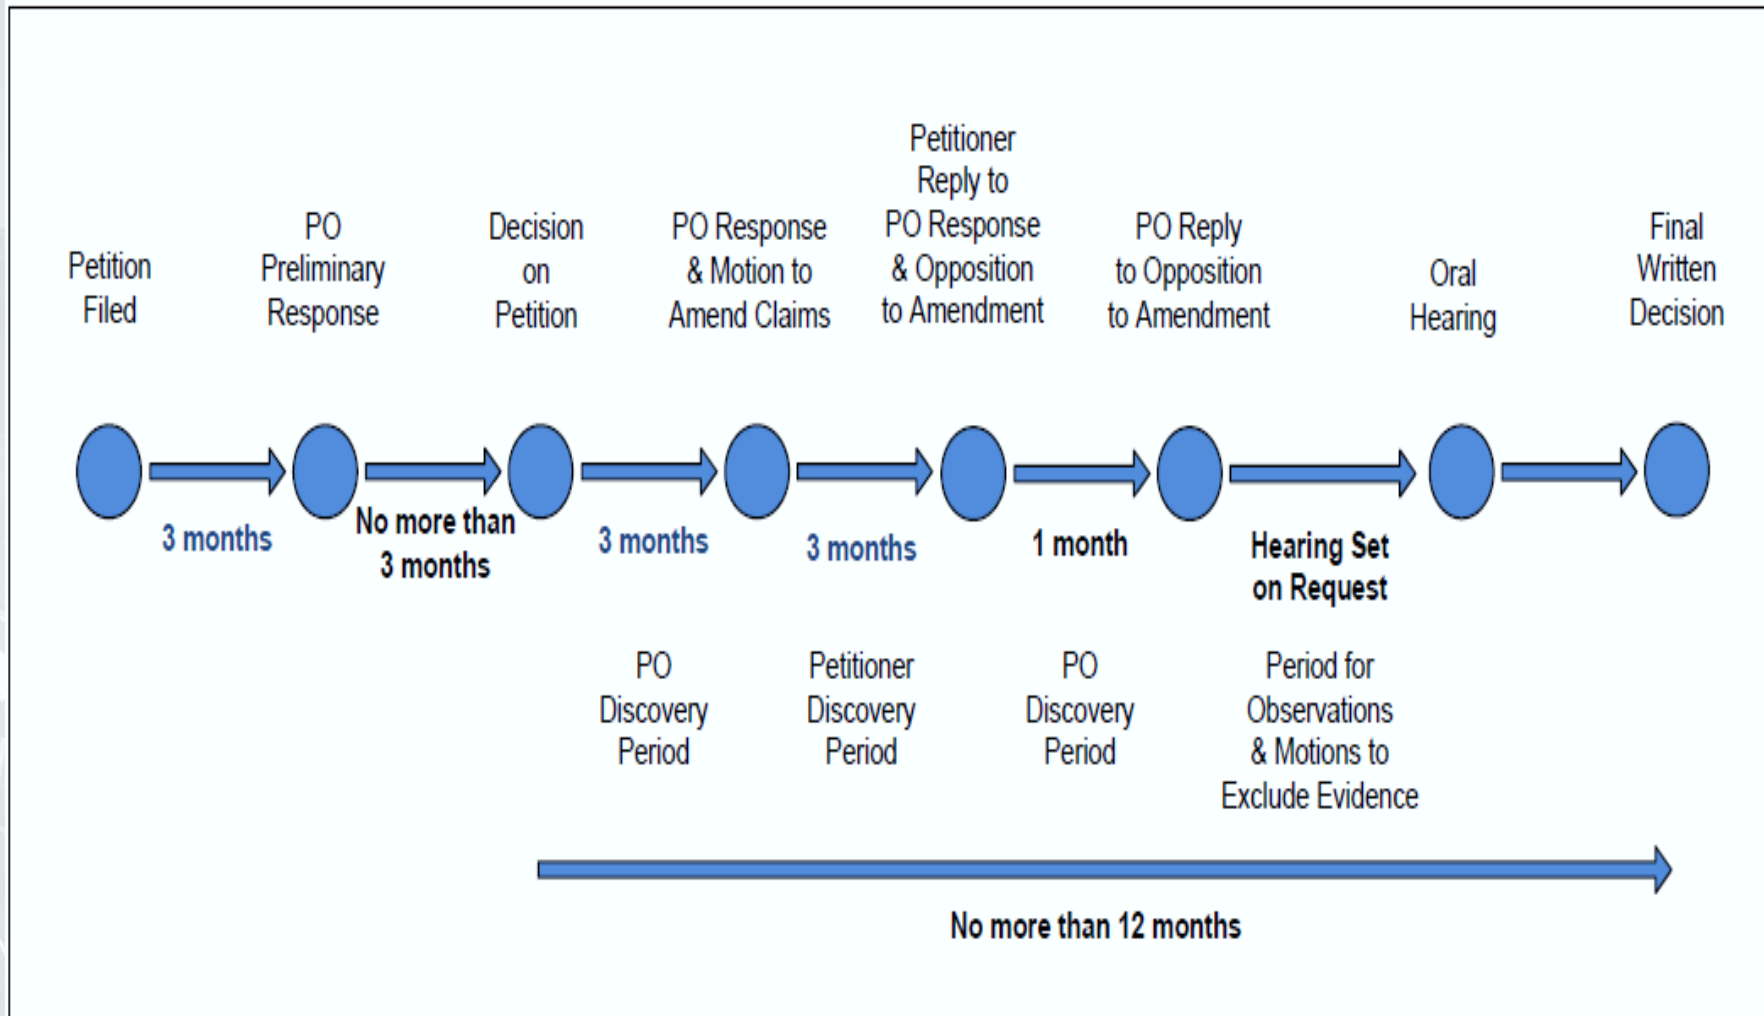 Petition
Filed
PO
Preliminary
Response
Decision
on
Petition
PO Response
& Motion to
Amend Claims
Petitioner
Reply to
PO Response
& Opposition
to Amendment
PO Reply
to Opposition
to Amendment
Oral
Hearing
Final
Written
Decision
3 months
No more than
3 months
3 months
3 months
1 month
Hearing Set
on Request
PO
Discovery
Period
Petitioner
Discovery
Period
PO
Discovery
Period
Period for
Observations
& Motions to
Exclude Evidence
No more than 12 months